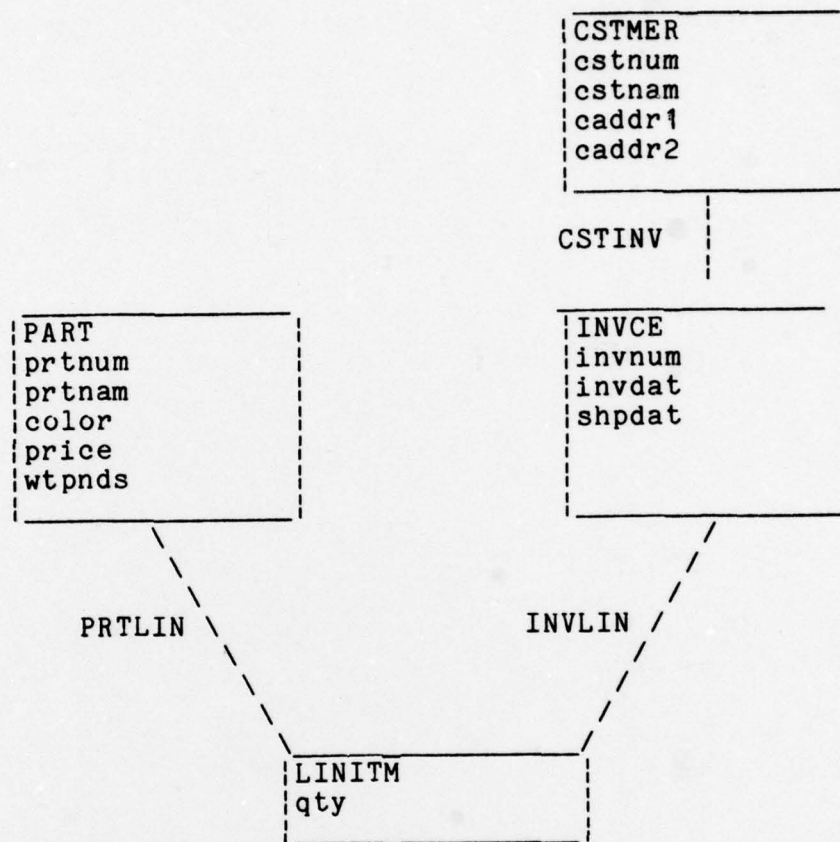 CSTMER
cstnum
cstnam
caddr1
caddr2
CSTINV
PART
prtnum
prtnam
color
price
wtpnds
INVCE
invnum
invdat
shpdat
PRTLIN
INVLIN
LINITM
qty